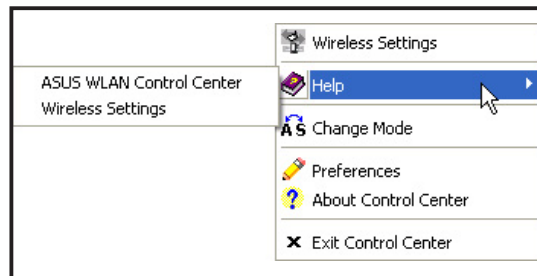 Wireless Settings
Help
ASUS WLAN Control Center
Wireless Settings
Change Mode
Preferences
About Control Center
Exit Control Center